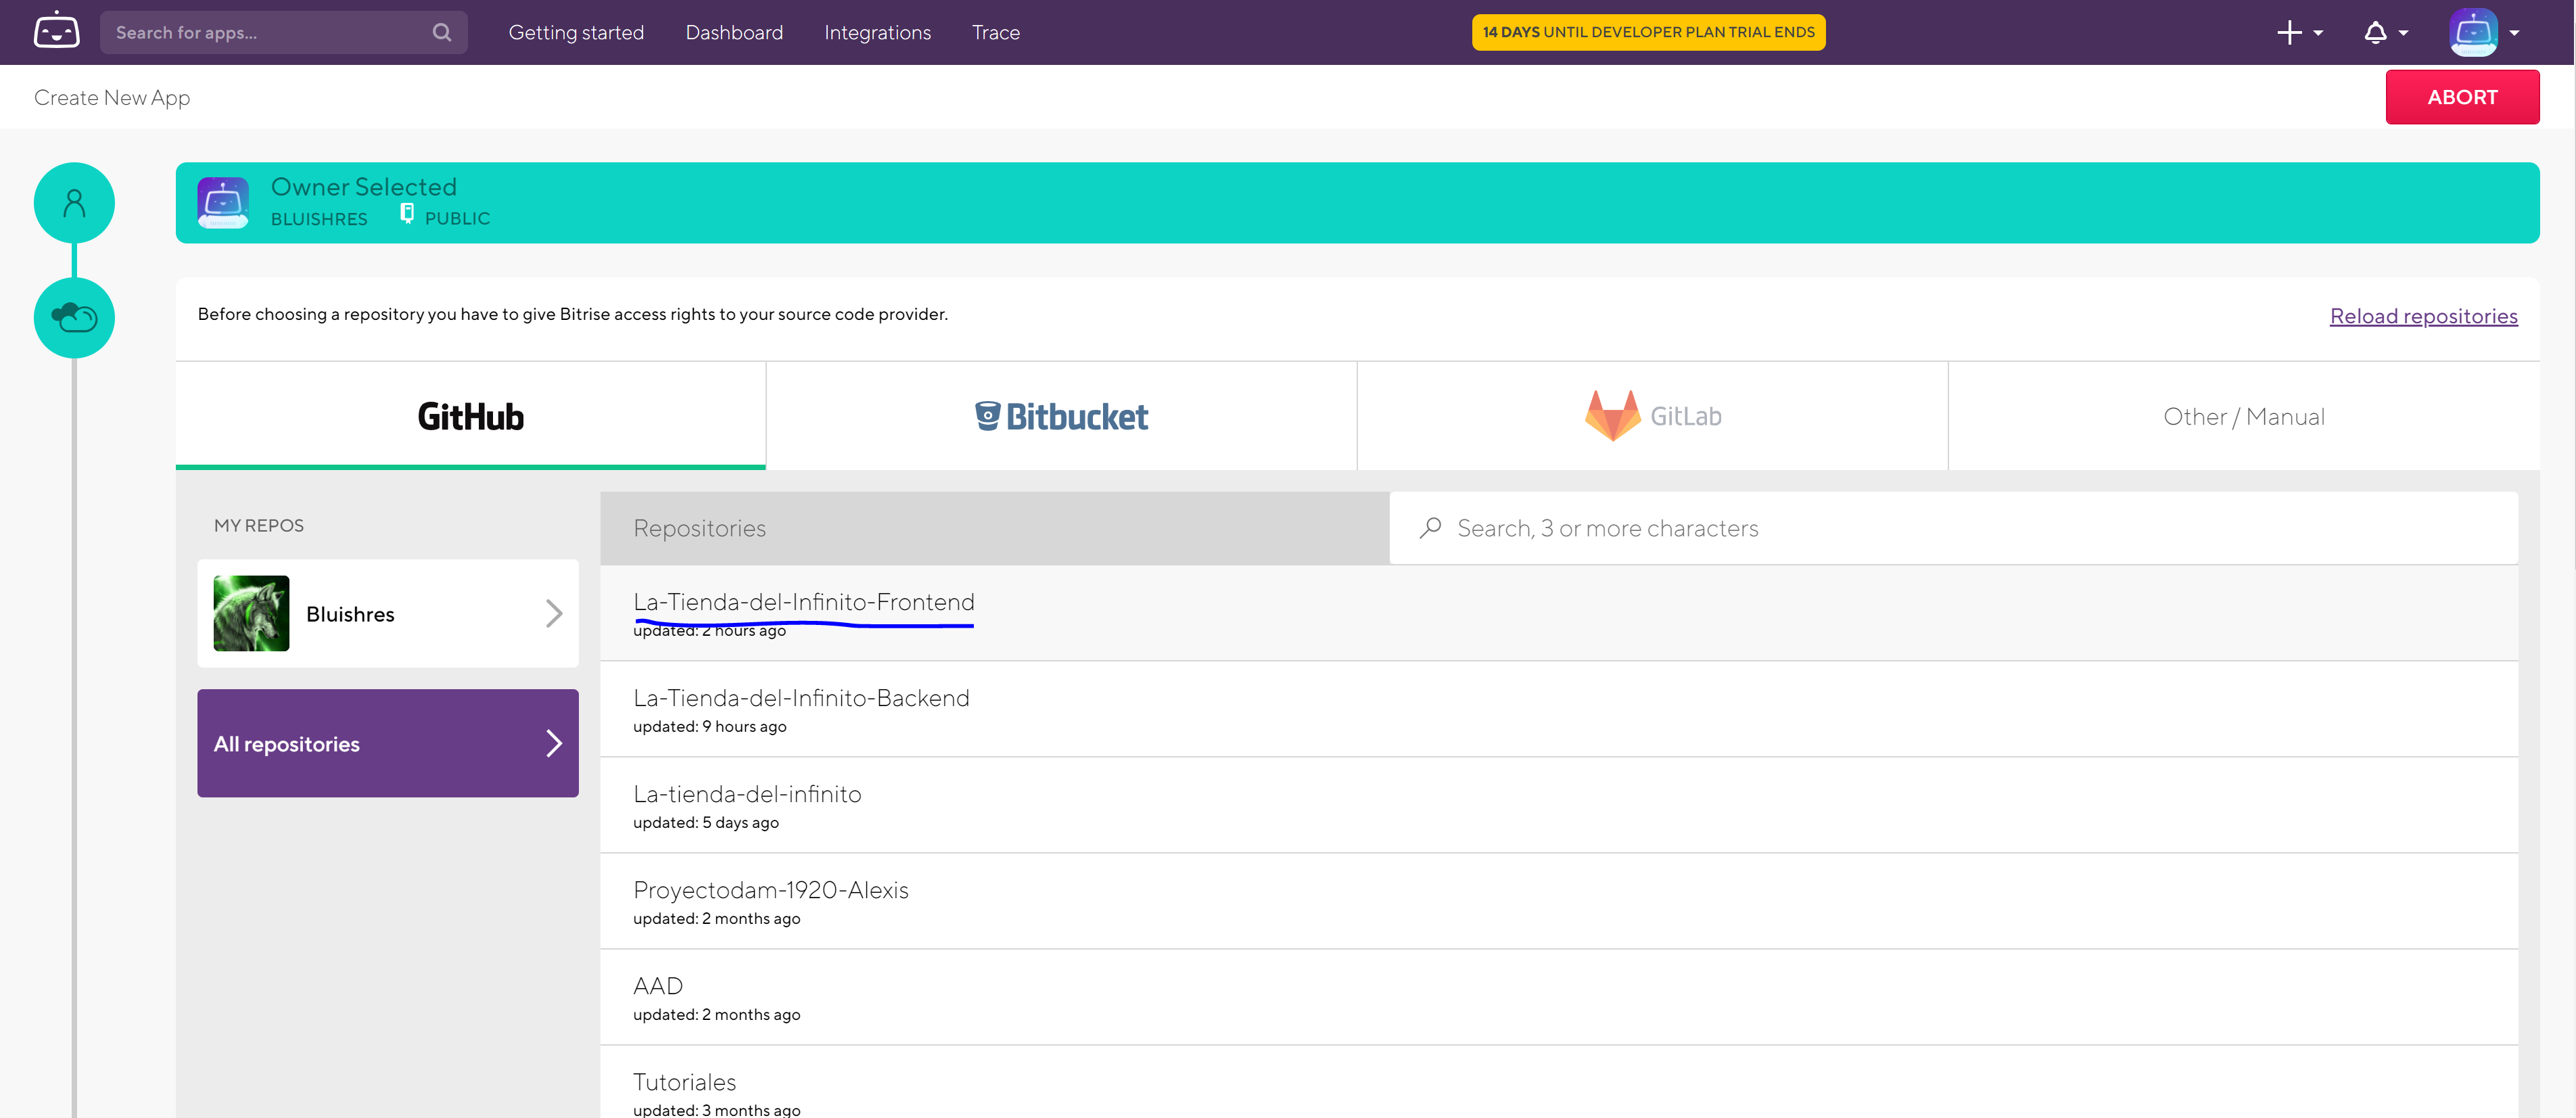 Search for apps...
Getting started
Dashboard
Integrations
Trace
14 DAYS UNTIL DEVELOPER PLAN TRIAL ENDS
Create New App
ABORT
Owner Selected
BLUISHRES
PUBLIC
Before choosing a repository you have to give Bitrise access rights to your source code provider.
Reload repositories
GitHub
Bitbucket
GitLab
Other / Manual
MY REPOS
Bluishres
All repositories
Repositories
Search, 3 or more characters
La-Tienda-del-Infinito-Frontend
updated: 2 hours ago
La-Tienda-del-Infinito-Backend
updated: 9 hours ago
La-tienda-del-infinito
updated: 5 days ago
Proyectodam-1920-Alexis
updated: 2 months ago
AAD
updated: 2 months ago
Tutoriales
updated: 3 months ago